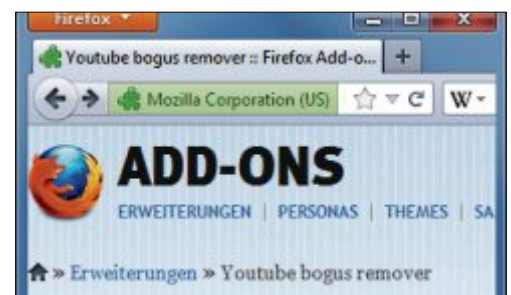 Firefox
Youtube bogus remover :: Firefox Add-o...
Mozilla Corporation (US)
W
ADD-ONS
ERWEITERUNGEN | PERSONAS | THEMES | SA
» Erweiterungen » Youtube bogus remover